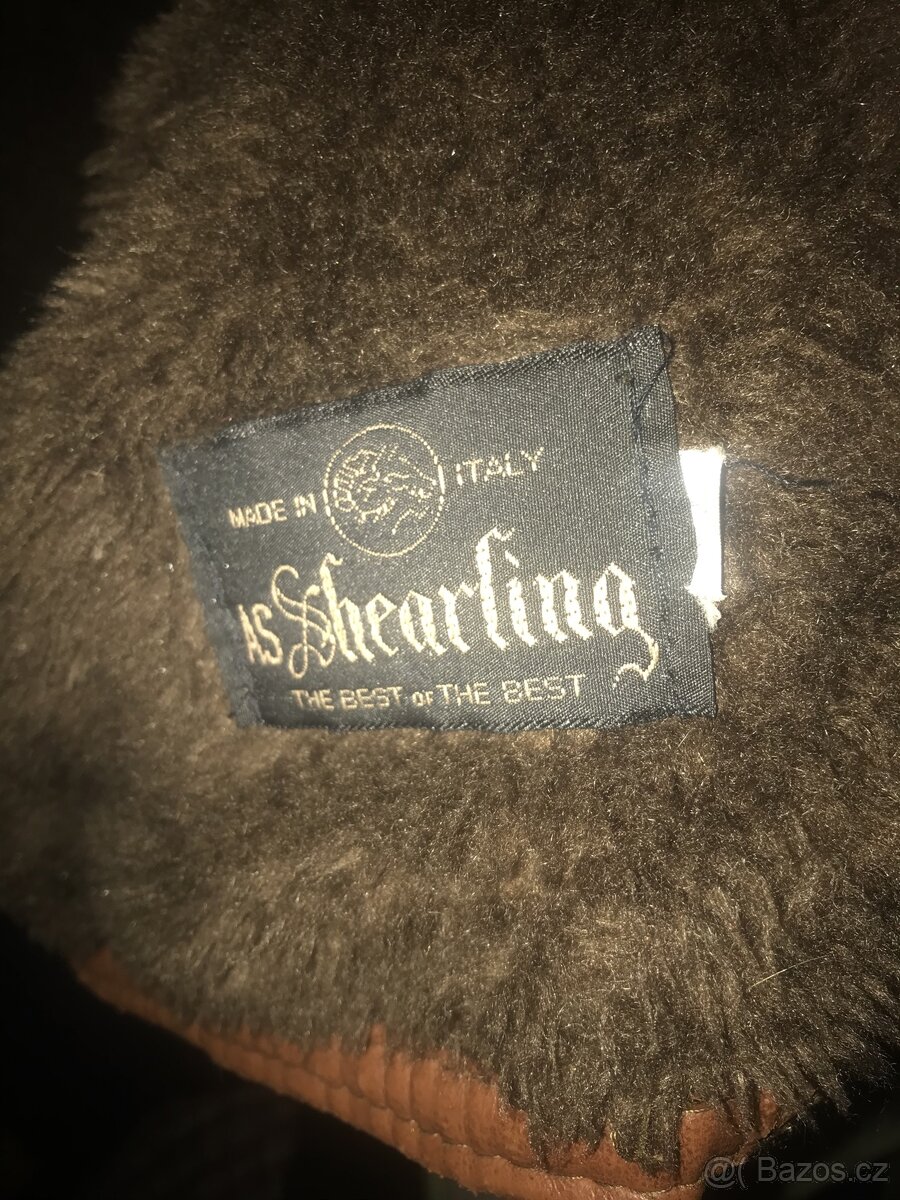 MADE IN ITALY
AS Shearling
THE BEST OF THE BEST
@( Bazos.cz